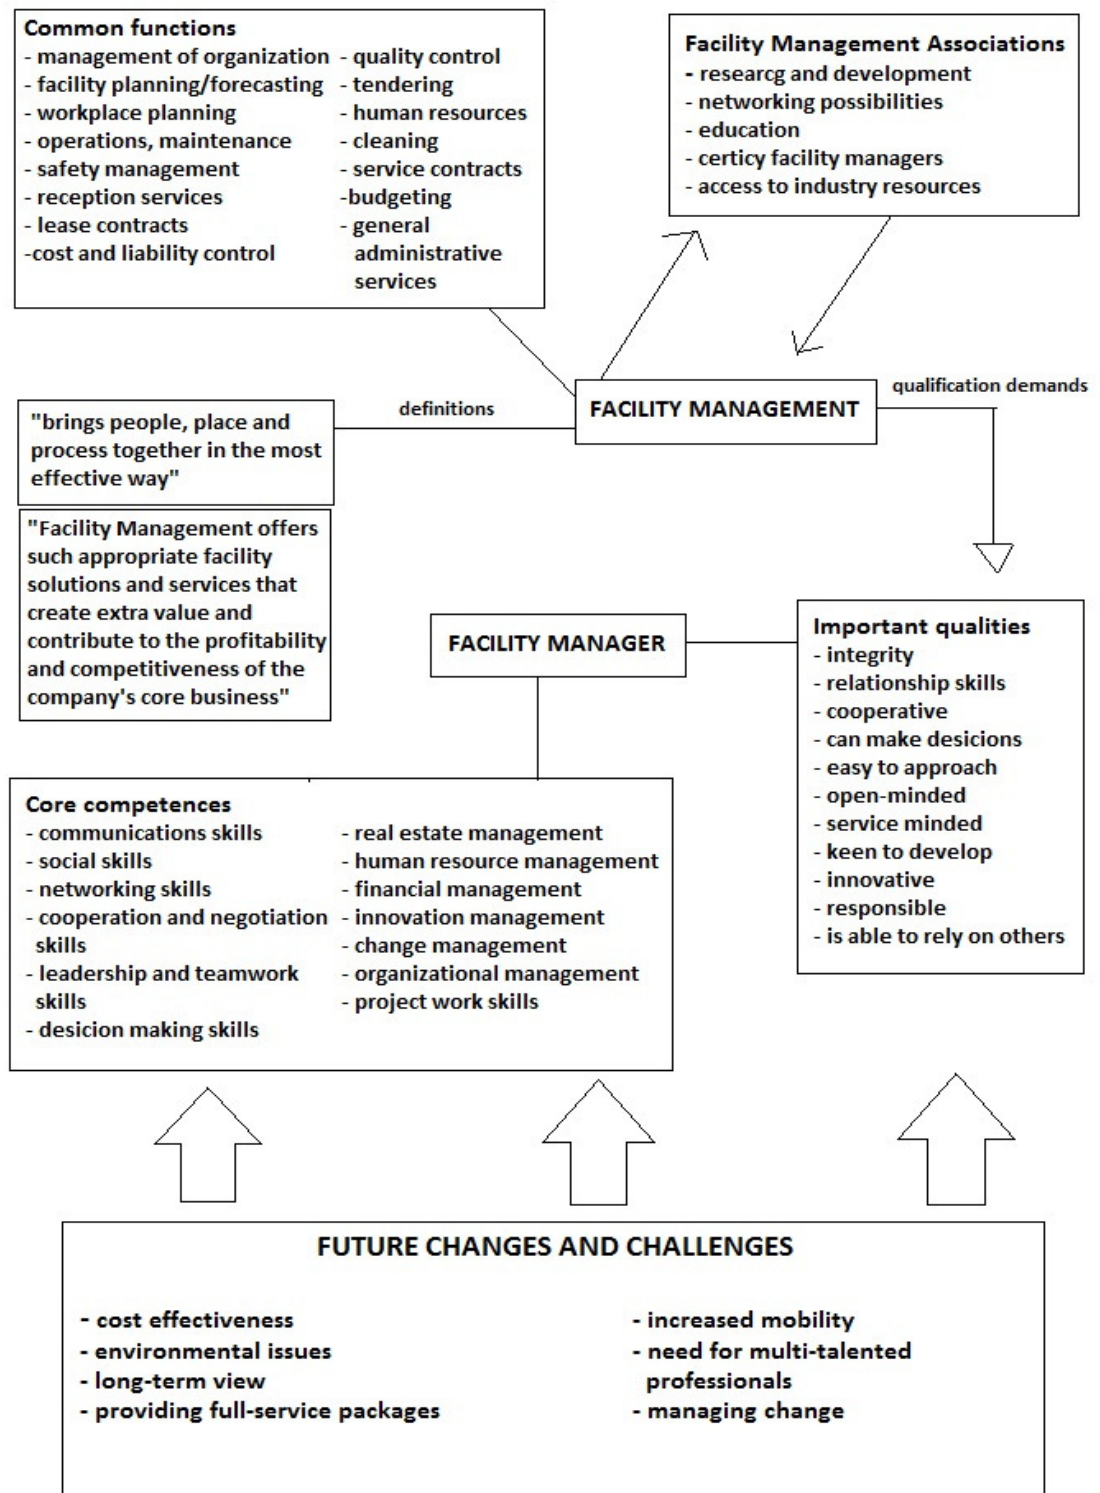 Common functions
- management of organization
- facility planning/forecasting
- workplace planning
- operations, maintenance
- safety management
- reception services
- lease contracts
-cost and liability control
- quality control
- tendering
- human resources
- cleaning
- service contracts
-budgeting
- general
administrative
services
Facility Management Associations
- researcg and development
- networking possibilities
- education
- certicy facility managers
- access to industry resources
FACILITY MANAGEMENT
qualification demands
definitions
"brings people, place and
process together in the most
effective way"
"Facility Management offers
such appropriate facility
solutions and services that
create extra value and
contribute to the profitability
and competitiveness of the
company's core business"
FACILITY MANAGER
Important qualities
- integrity
- relationship skills
- cooperative
- can make desicions
- easy to approach
- open-minded
- service minded
- keen to develop
- innovative
- responsible
- is able to rely on others
Core competences
- communications skills
- social skills
- networking skills
- cooperation and negotiation
skills
- leadership and teamwork
skills
- desicion making skills
- real estate management
- human resource management
- financial management
- innovation management
- change management
- organizational management
- project work skills
FUTURE CHANGES AND CHALLENGES
- cost effectiveness
- environmental issues
- long-term view
- providing full-service packages
- increased mobility
- need for multi-talented
professionals
- managing change